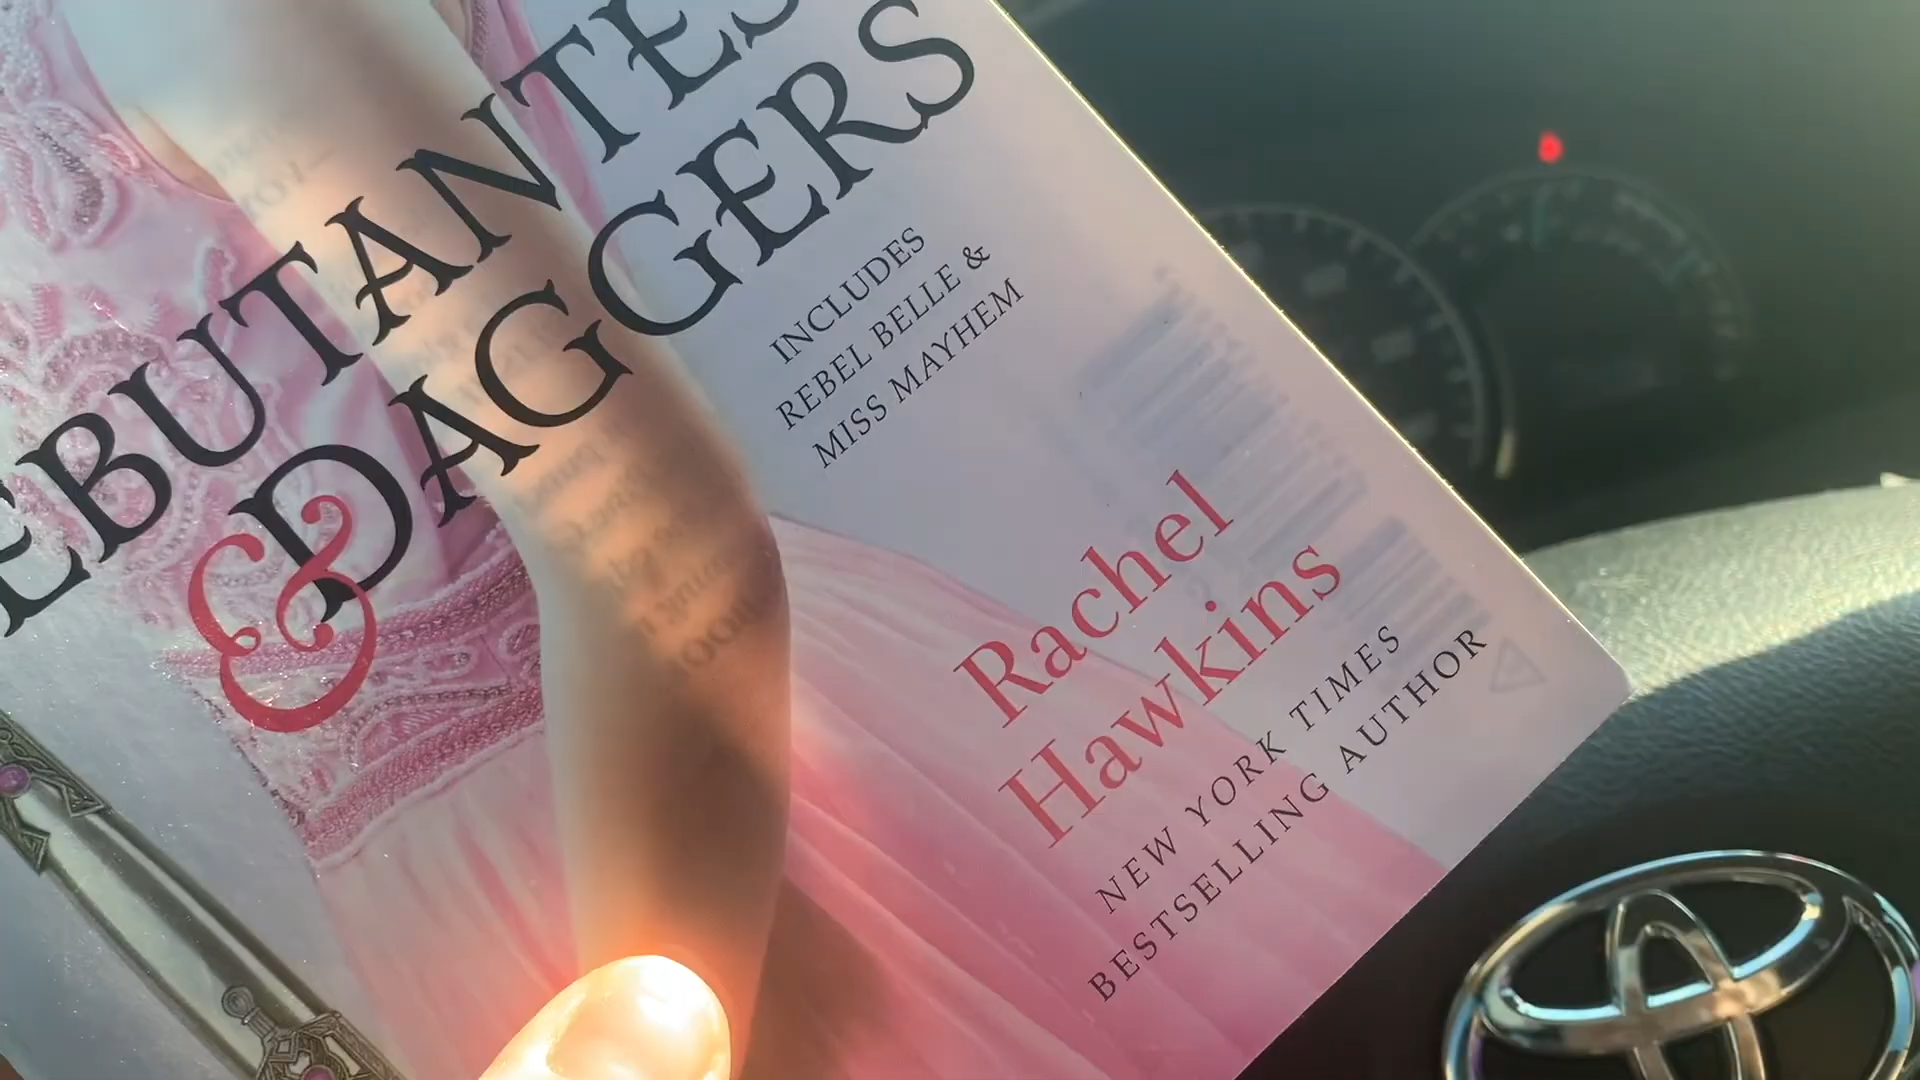 EBUTANTES
& DAGGERS
INCLUDES
REBEL BELLE &
MISS MAYHEM
Rachel
Hawkins
NEW YORK TIMES
BESTSELLING AUTHOR